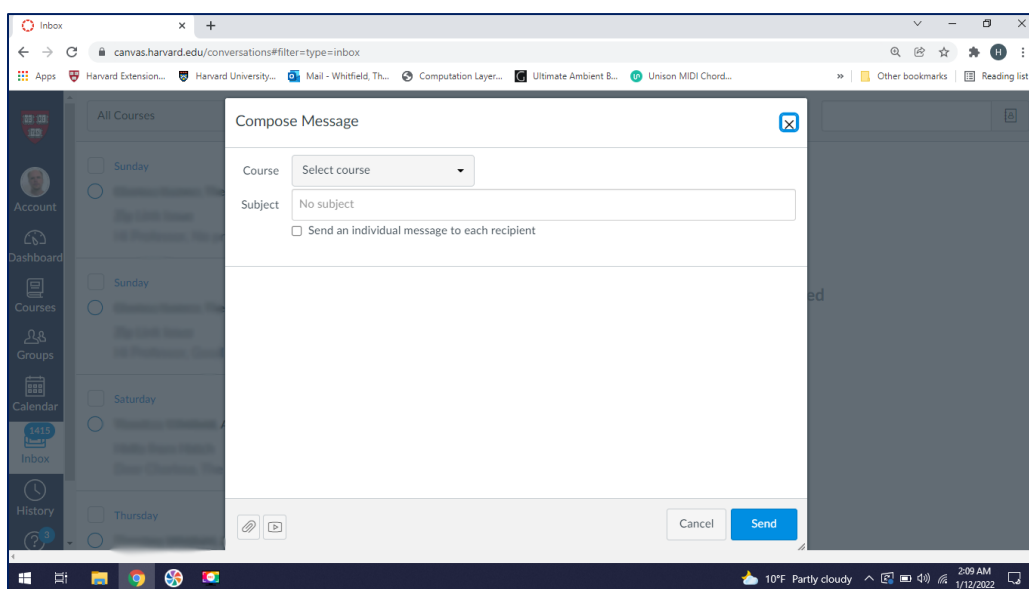 Inbox
canvas.harvard.edu/conversations#filter=type=inbox
H
Apps Harvard Extension... Harvard University... Mail - Whitfield, Th... Computation Layer... Ultimate Ambient B... Unison MIDI Chord... » Other bookmarks Reading list
All Courses
Compose Message
Course Select course
Subject No subject
Send an individual message to each recipient
Account
Dashboard
Courses
Groups
Calendar
1415
Inbox
History
3
Sunday
Sunday
Saturday
Thursday
ed
Cancel Send
10°F Partly cloudy
2:09 AM
1/12/2022